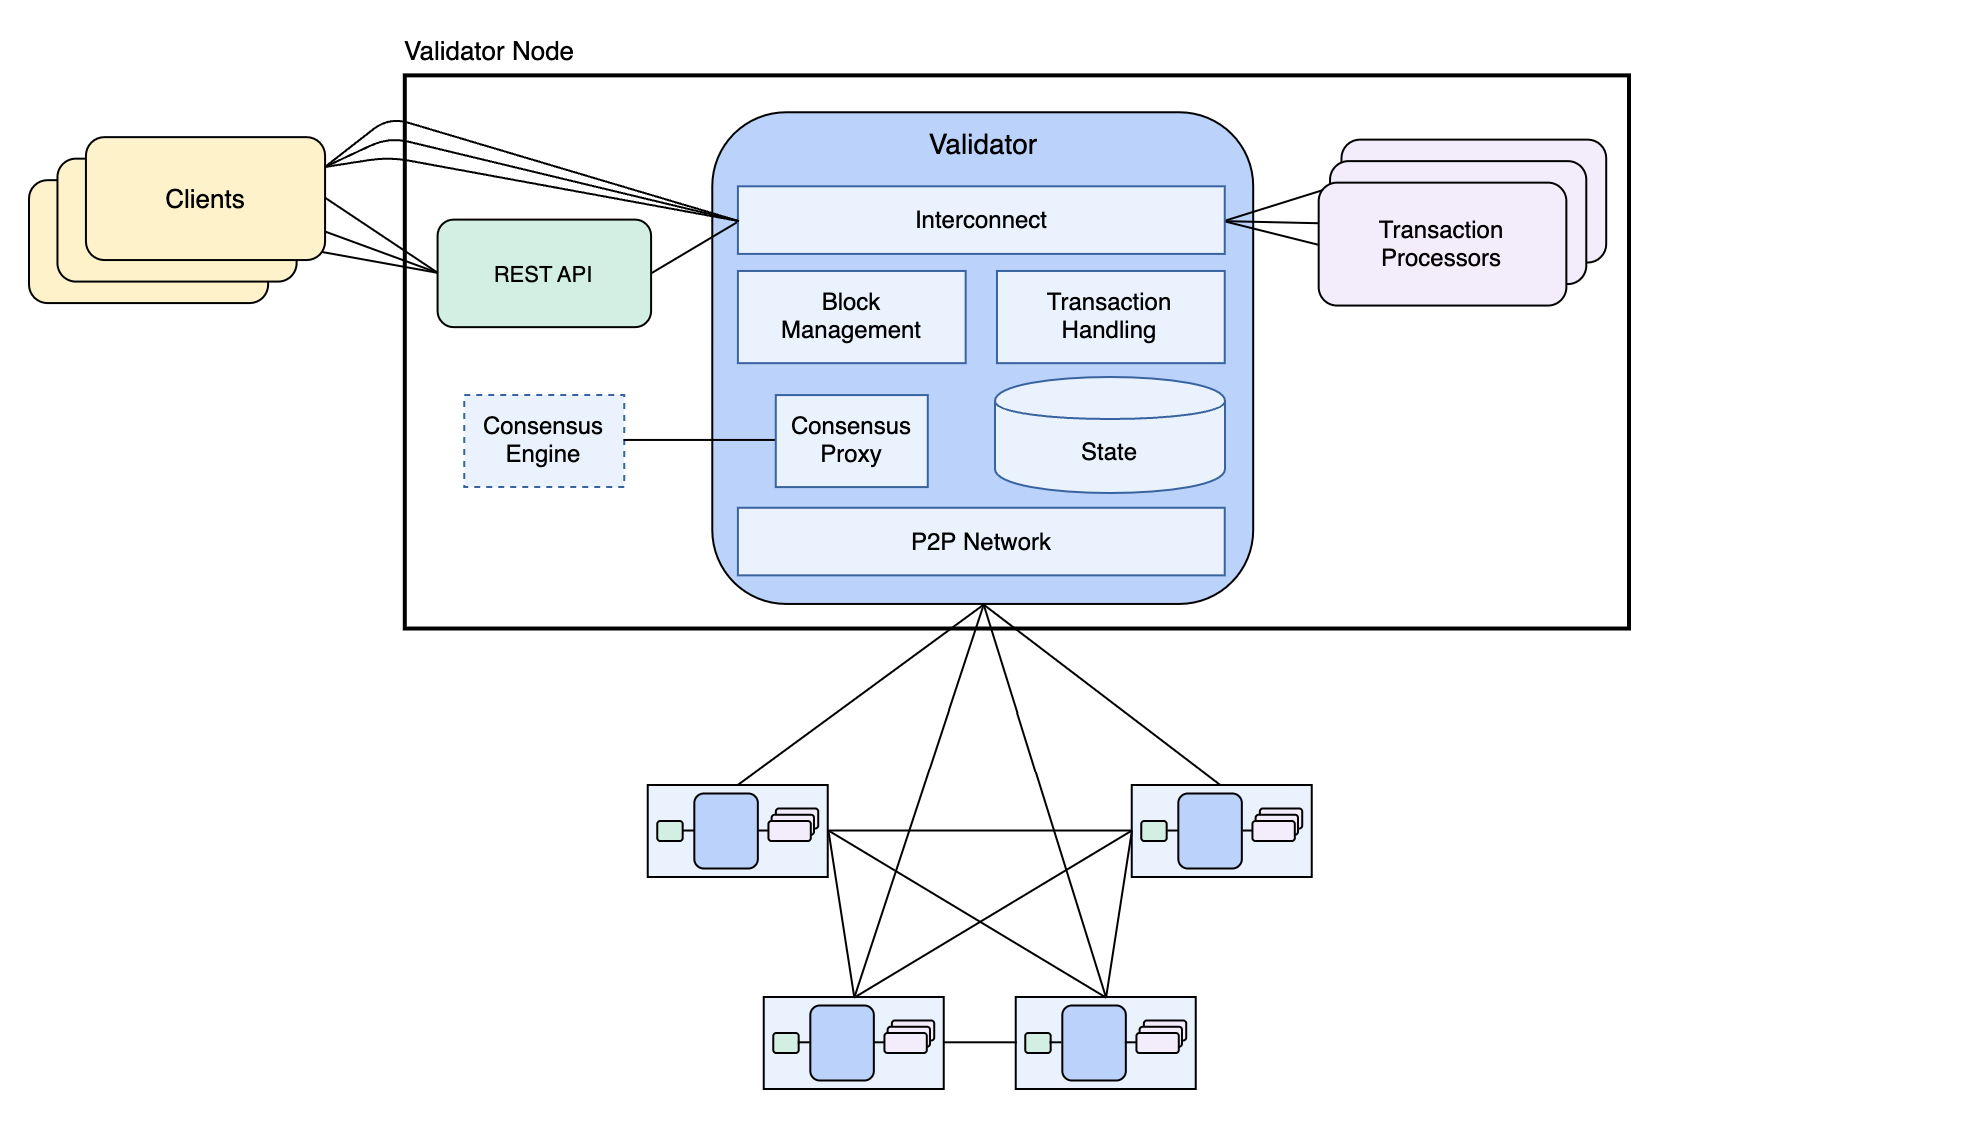 Validator Node
Clients
REST API
Validator
Interconnect
Block
Management
Transaction
Handling
Consensus
Engine
Consensus
Proxy
State
P2P Network
Transaction
Processors